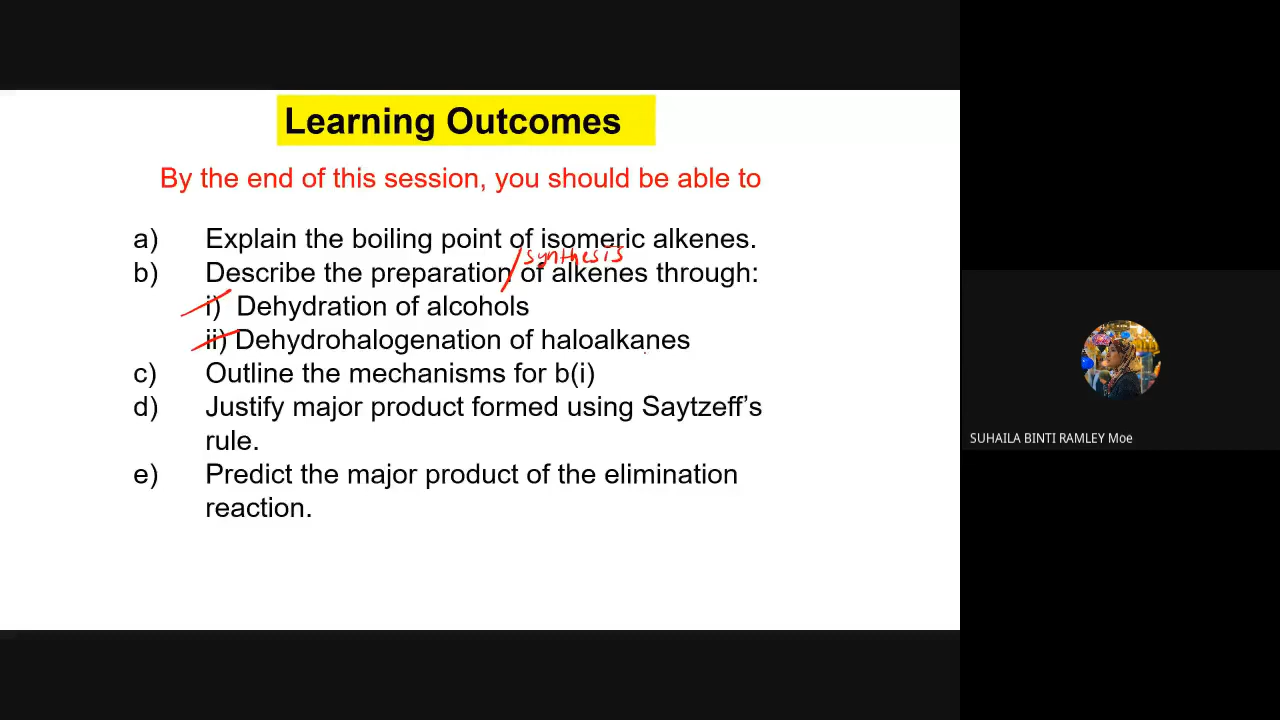 Learning Outcomes
By the end of this session, you should be able to
a) Explain the boiling point of isomeric alkenes.
synthesis
b) Describe the preparation / of alkenes through:
i) Dehydration of alcohols
ii) Dehydrohalogenation of haloalkanes
c) Outline the mechanisms for b(i)
d) Justify major product formed using Saytzeff's
rule.
e) Predict the major product of the elimination
reaction.
SUHAILA BINTI RAMLEY Moe